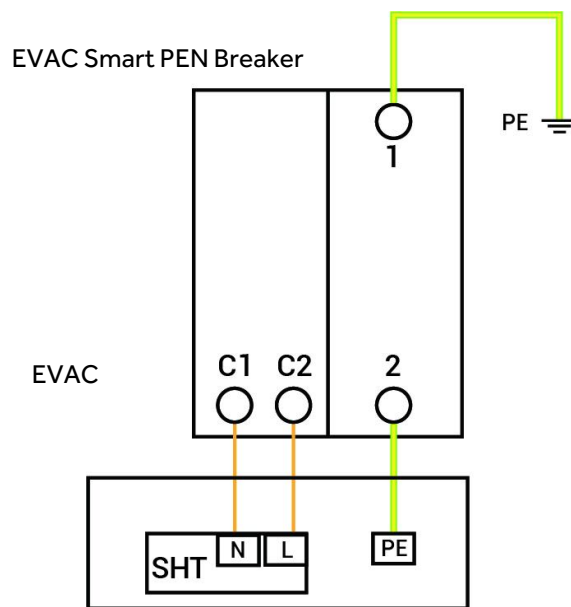 EVAC Smart PEN Breaker
PE
1
EVAC
C1 C2 2
N L PE
SHT